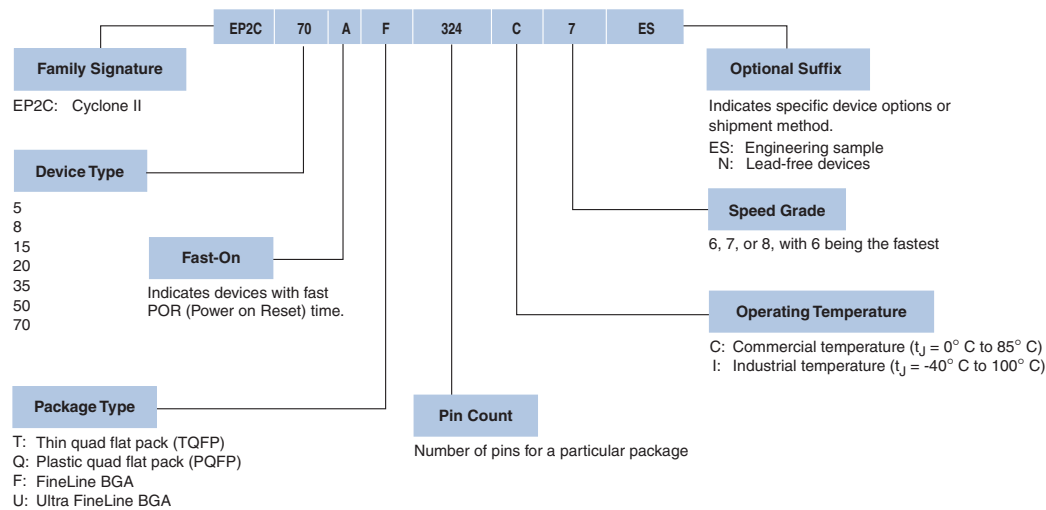 EP2C 70 A F 324 C 7 ES
Family Signature
EP2C: Cyclone II
Device Type
5
8
15
20
35
50
70
Fast-On
Indicates devices with fast
POR (Power on Reset) time.
Package Type
T: Thin quad flat pack (TQFP)
Q: Plastic quad flat pack (PQFP)
F: FineLine BGA
U: Ultra FineLine BGA
Pin Count
Number of pins for a particular package
Optional Suffix
Indicates specific device options or
shipment method.
ES: Engineering sample
N: Lead-free devices
Speed Grade
6, 7, or 8, with 6 being the fastest
Operating Temperature
C: Commercial temperature (tJ = 0° C to 85° C)
I: Industrial temperature (tJ = -40° C to 100° C)